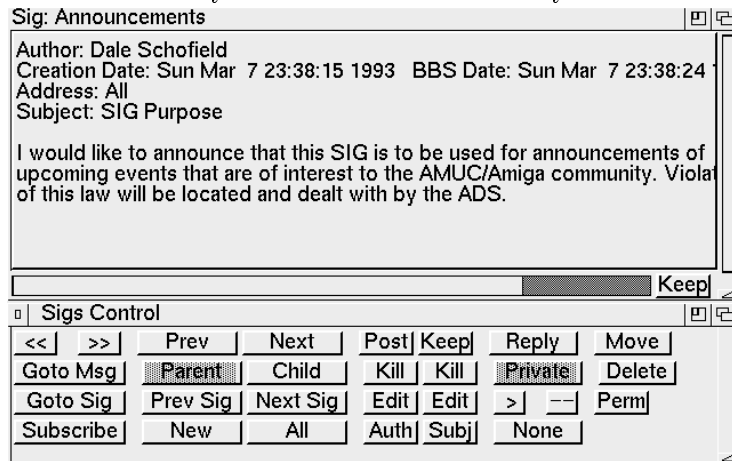 Sig: Announcements
Author: Dale Schofield
Creation Date: Sun Mar 7 23:38:15 1993 BBS Date: Sun Mar 7 23:38:24
Address: All
Subject: SIG Purpose
I would like to announce that this SIG is to be used for announcements of
upcoming events that are of interest to the AMUC/Amiga community. Violat
of this law will be located and dealt with by the ADS.
Keep
Sigs Control
<< >> Prev Next Post Keep Reply Move
Goto Msg Parent Child Kill Kill Private Delete
Goto Sig Prev Sig Next Sig Edit Edit > -- Perm
Subscribe New All Auth Subj None